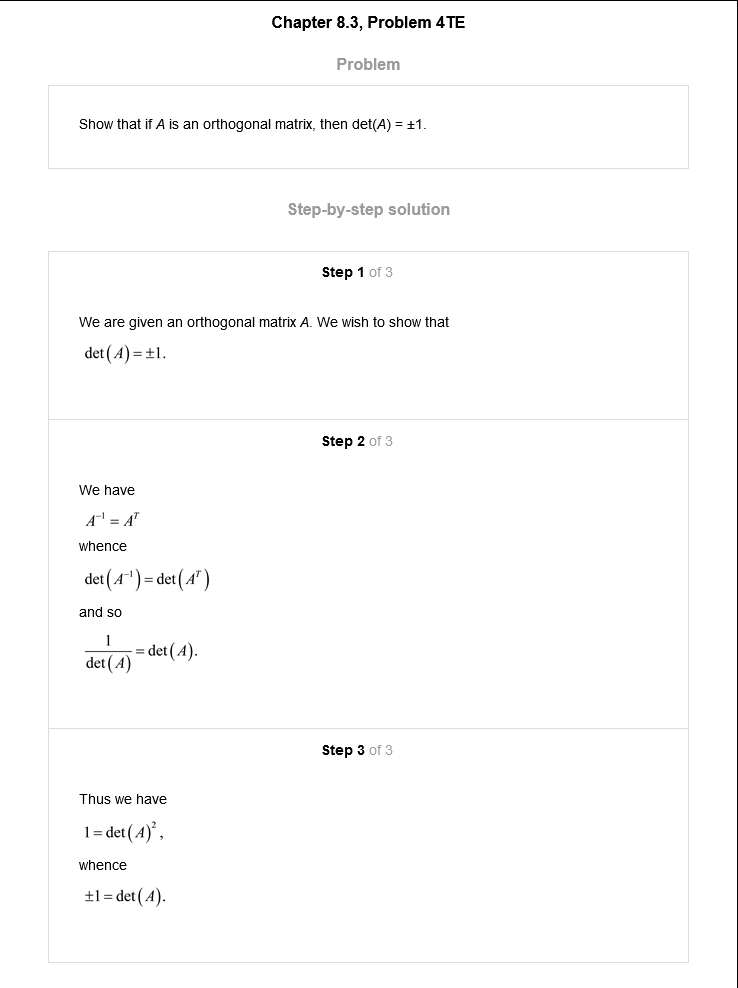 Chapter 8.3, Problem 4TE
Problem
Show that if A is an orthogonal matrix, then det(A) = ±1.
Step-by-step solution
Step 1 of 3
We are given an orthogonal matrix A. We wish to show that
det(A) = ±1.
Step 2 of 3
We have
A⁻¹ = Aᵀ
whence
det(A⁻¹) = det(Aᵀ)
and so
1/det(A) = det(A).
Step 3 of 3
Thus we have
1 = det(A)²,
whence
±1 = det(A).